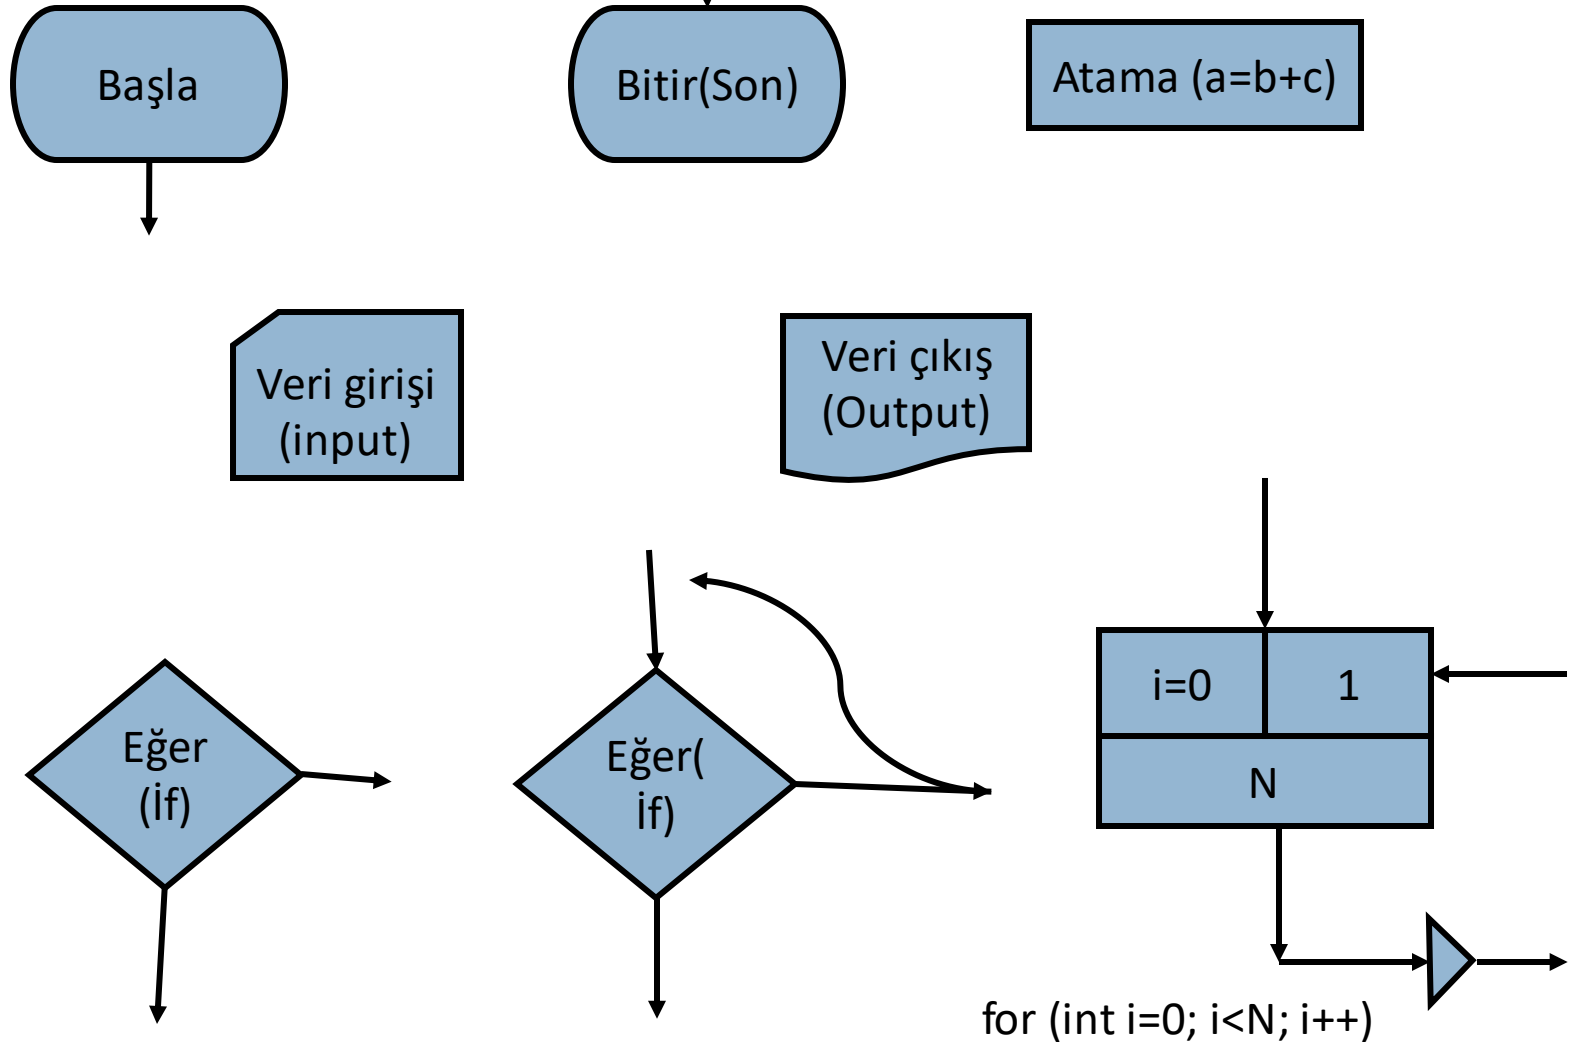 Başla
Bitir(Son)
Atama (a=b+c)
Veri girişi
(input)
Veri çıkış
(Output)
Eğer
(İf)
Eğer(
İf)
i=0
1
N
for (int i=0; i<N; i++)